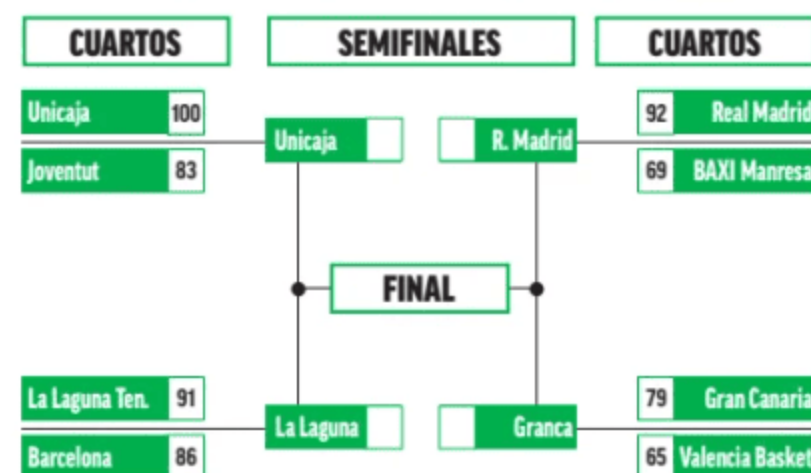 CUARTOS
SEMIFINALES
CUARTOS
Unicaja 100
Joventut 83
Unicaja
R. Madrid
92 Real Madrid
69 BAXI Manresa
FINAL
La Laguna Ten. 91
Barcelona 86
La Laguna
Granca
79 Gran Canaria
65 Valencia Basket